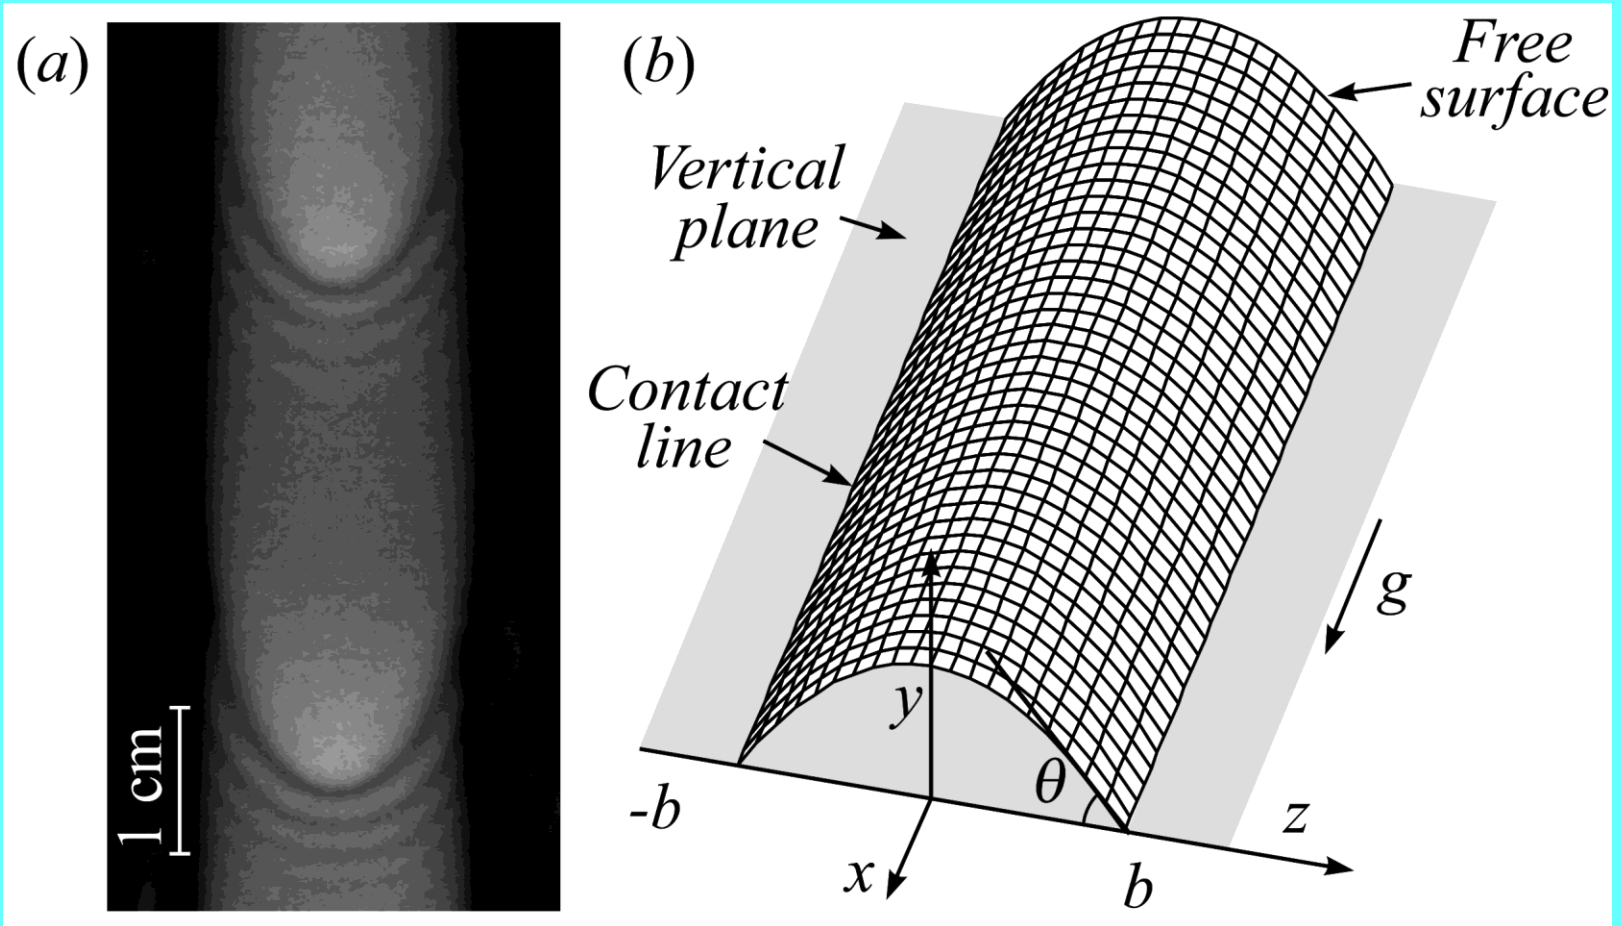 (a)
1 cm
(b)
Free
surface
Vertical
plane
Contact
line
g
y
θ
-b
z
x
b